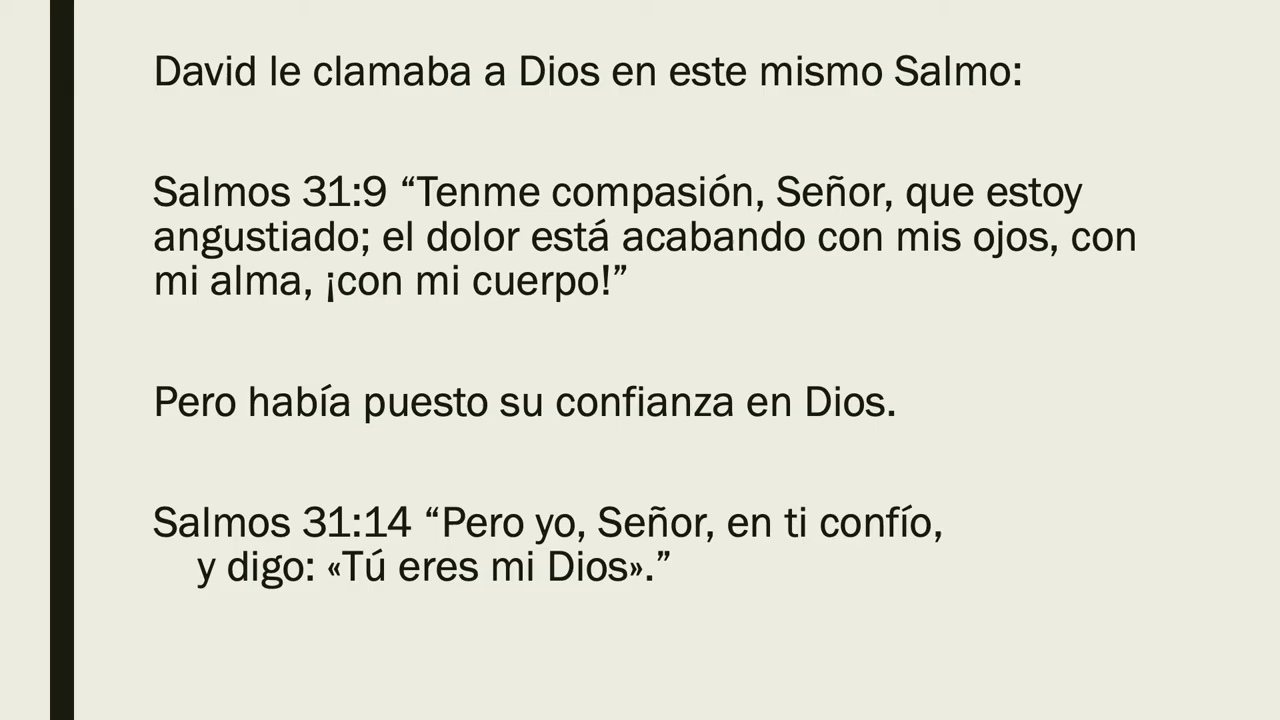 David le clamaba a Dios en este mismo Salmo:
Salmos 31:9 “Tenme compasión, Señor, que estoy
angustiado; el dolor está acabando con mis ojos, con
mi alma, ¡con mi cuerpo!”
Pero había puesto su confianza en Dios.
Salmos 31:14 “Pero yo, Señor, en ti confío,
y digo: «Tú eres mi Dios».”